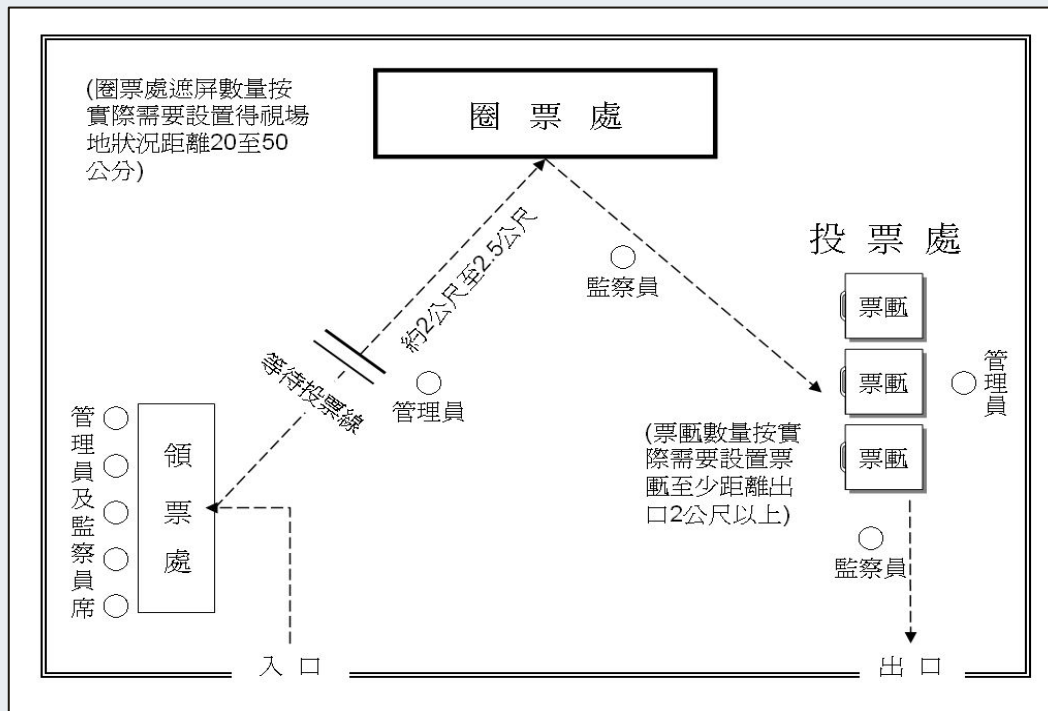 (圈票處遮屏數量按
實際需要設置得視場
地狀況距離20至50
公分)
圈票處
投票處
監察員
票匭
票匭
票匭
管理員
約2公尺至2.5公尺
等待投票線
管理員
(票匭數量按實
際需要設置票
匭至少距離出
口2公尺以上)
管理員及監察員席
領票處
監察員
入口
出口